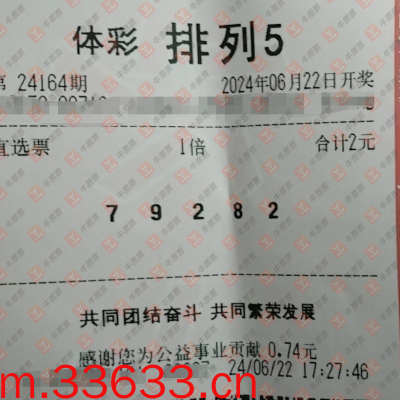 体彩 排列5
第 24164期 2024年06月22日开奖
直选票 1倍 合计2元
7 9 2 8 2
共同团结奋斗 共同繁荣发展
感谢您为公益事业贡献 0.74元
24/06/22 17:27:46
m.33633.cn